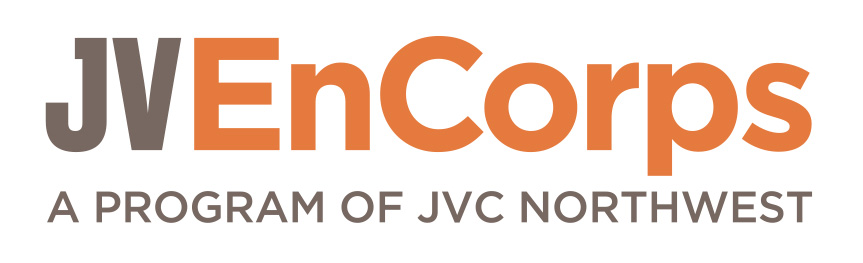 JVEnCorps
A PROGRAM OF JVC NORTHWEST